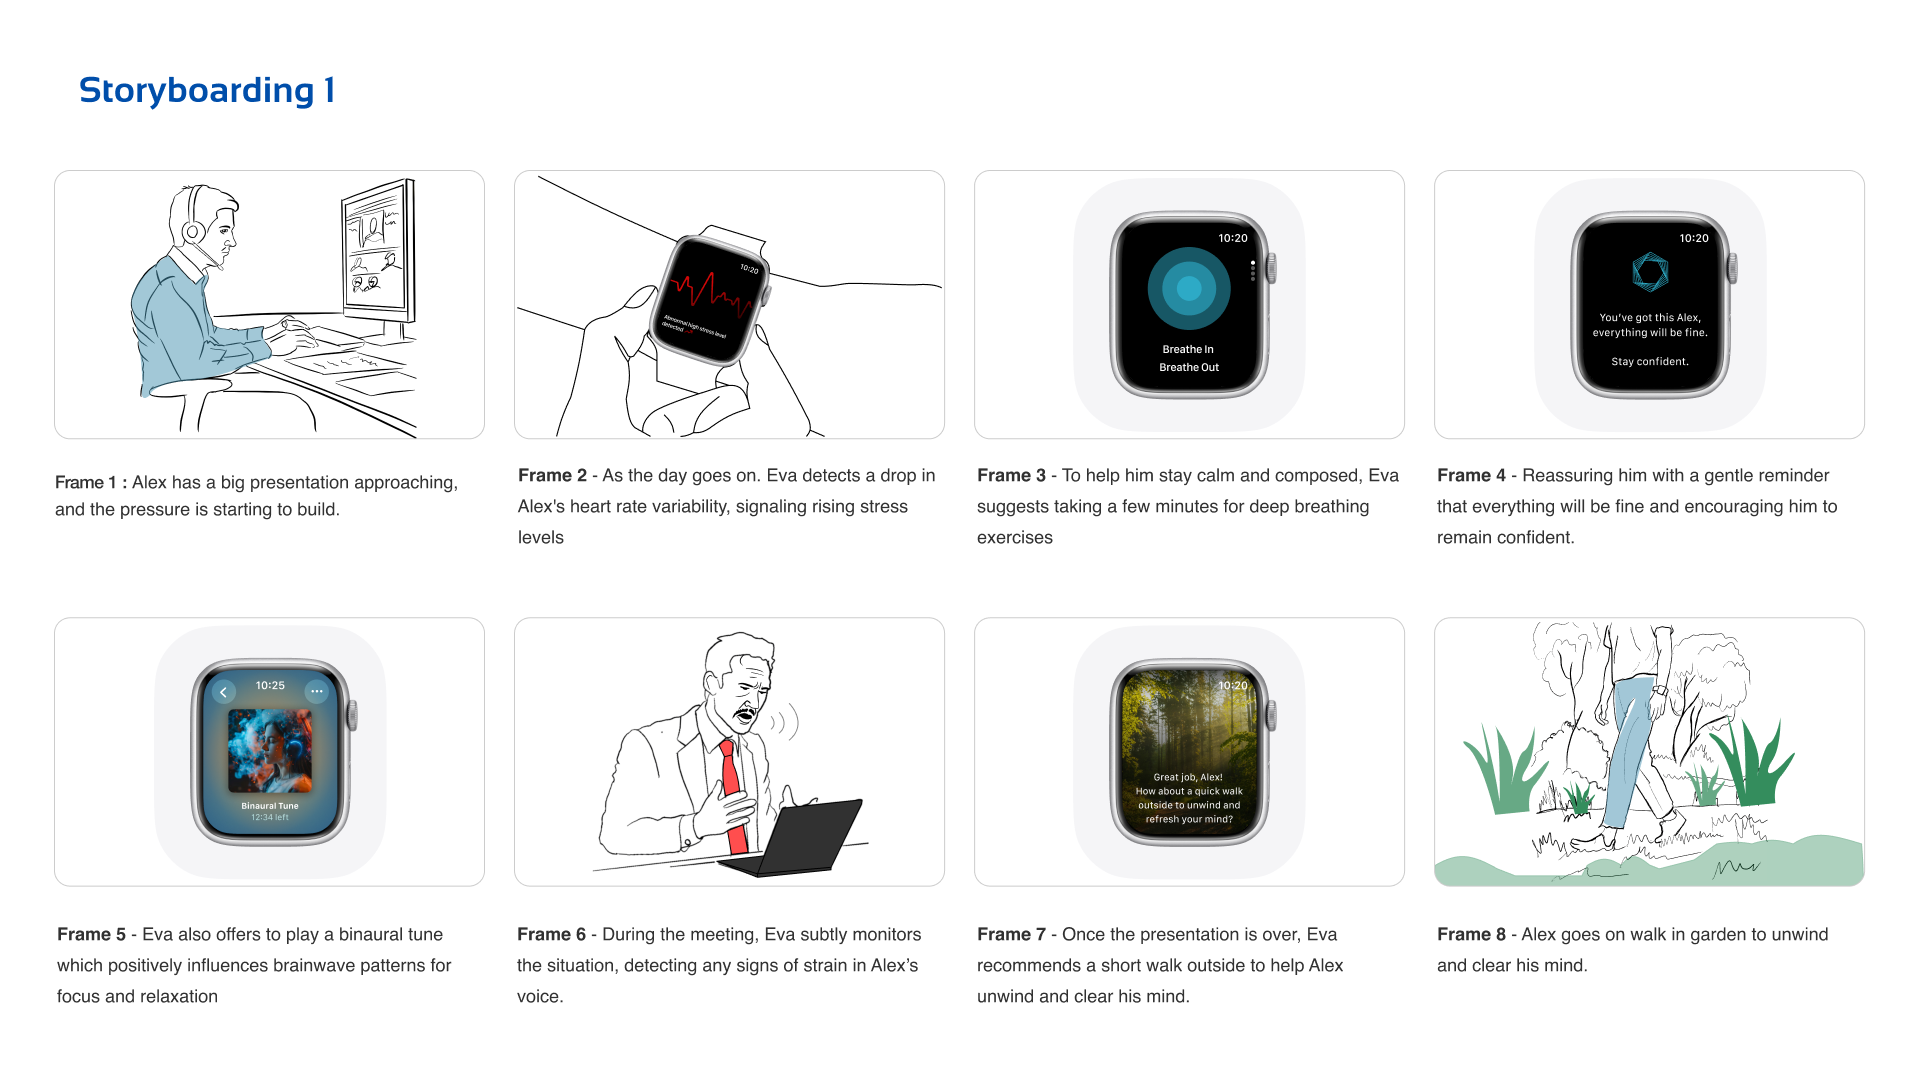 Storyboarding 1
10:20
Abnormal high stress level
detected
10:20
Breathe In
Breathe Out
10:20
You've got this Alex,
everything will be fine.
Stay confident.
Frame 1 : Alex has a big presentation approaching,
and the pressure is starting to build.
Frame 2 - As the day goes on. Eva detects a drop in
Alex's heart rate variability, signaling rising stress
levels
Frame 3 - To help him stay calm and composed, Eva
suggests taking a few minutes for deep breathing
exercises
Frame 4 - Reassuring him with a gentle reminder
that everything will be fine and encouraging him to
remain confident.
10:25
Binaural Tune
12:34 left
10:20
Great job, Alex!
How about a quick walk
outside to unwind and
refresh your mind?
Frame 5 - Eva also offers to play a binaural tune
which positively influences brainwave patterns for
focus and relaxation
Frame 6 - During the meeting, Eva subtly monitors
the situation, detecting any signs of strain in Alex’s
voice.
Frame 7 - Once the presentation is over, Eva
recommends a short walk outside to help Alex
unwind and clear his mind.
Frame 8 - Alex goes on walk in garden to unwind
and clear his mind.